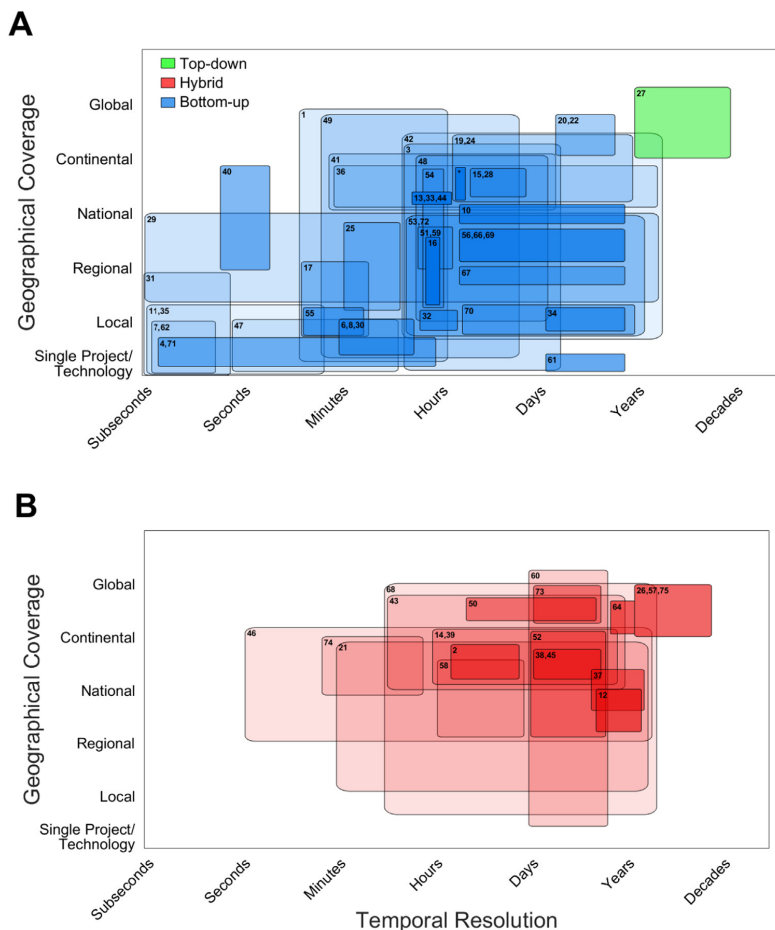 A
Geographical Coverage
Top-down
Hybrid
Bottom-up
Global
Continental
National
Regional
Local
Single Project/
Technology
1
49
27
20,22
42
19,24
3
41
48
36
54
*
15,28
40
13,33,44
10
29
53,72
25
51,59
56,66,69
16
17
67
31
11,35
55
70
34
7,62
47
6,8,30
32
4,71
61
Subseconds
Seconds
Minutes
Hours
Days
Years
Decades
B
Geographical Coverage
Global
Continental
National
Regional
Local
Single Project/
Technology
60
68
73
26,57,75
43
50
64
46
14,39
52
74
21
2
38,45
58
37
12
Subseconds
Seconds
Minutes
Hours
Days
Years
Decades
Temporal Resolution